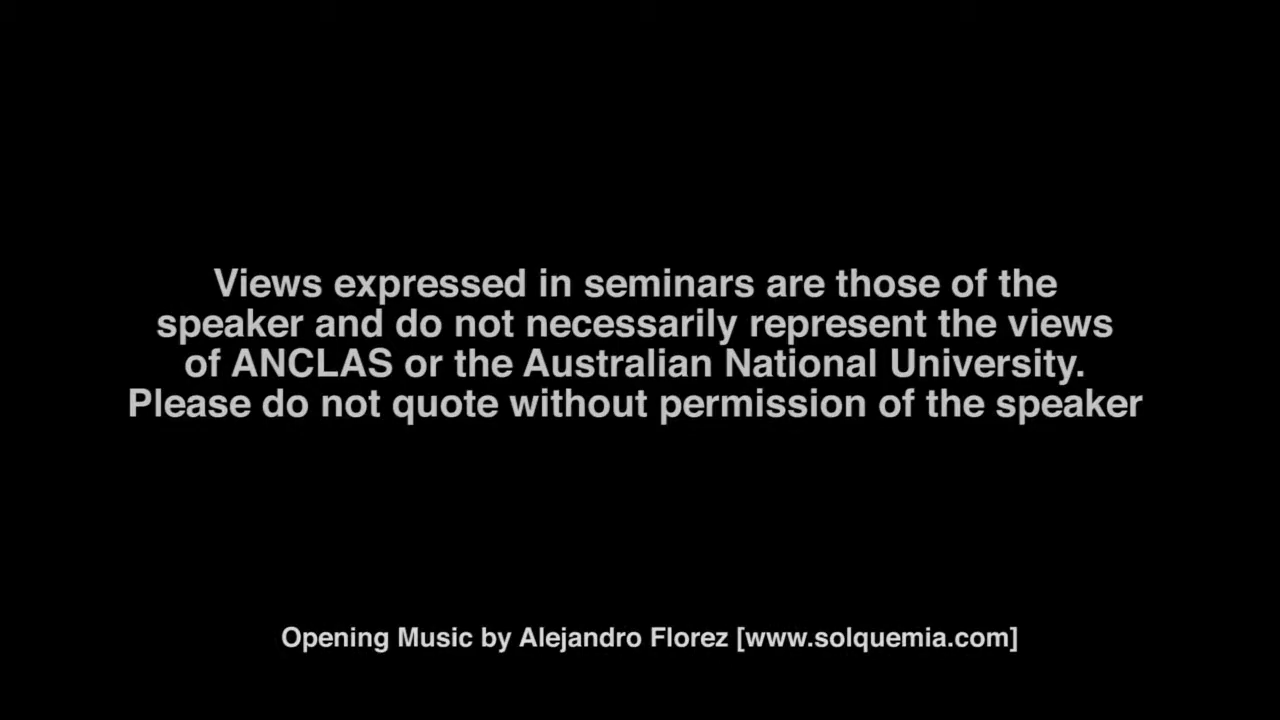 Views expressed in seminars are those of the
speaker and do not necessarily represent the views
of ANCLAS or the Australian National University.
Please do not quote without permission of the speaker
Opening Music by Alejandro Florez [www.solquemia.com]